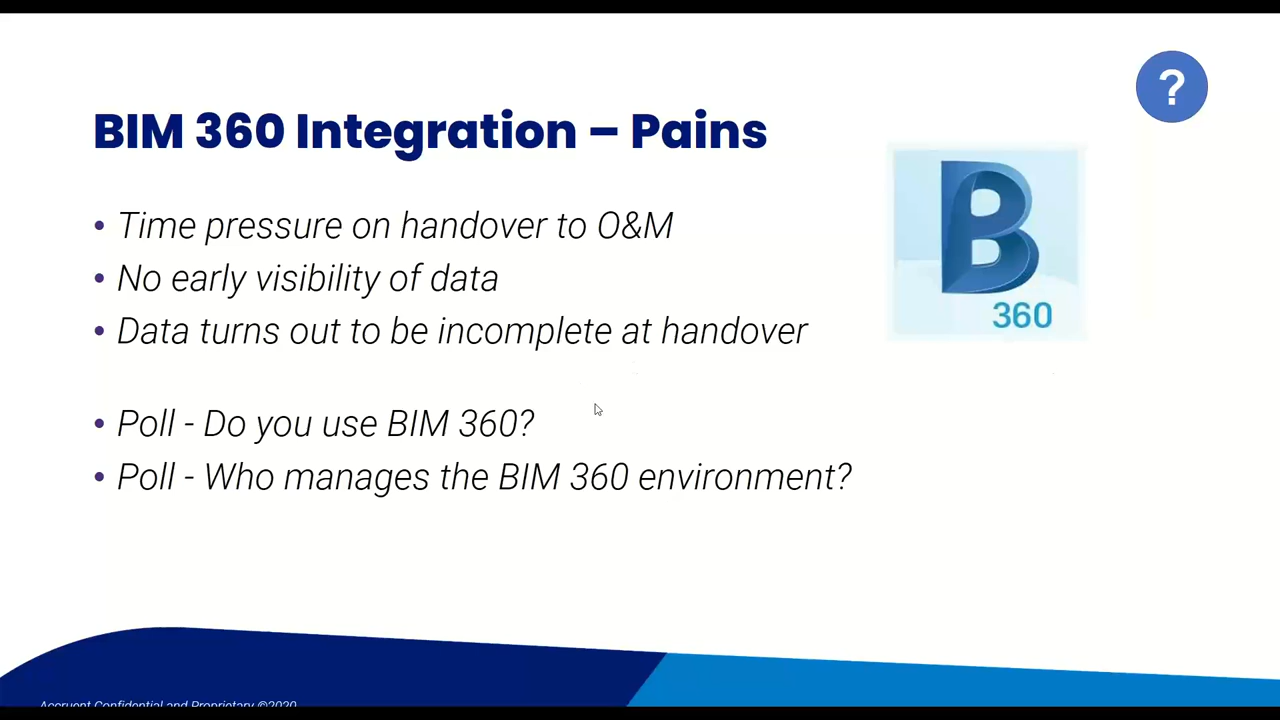 ?
BIM 360 Integration – Pains
• Time pressure on handover to O&M
• No early visibility of data
• Data turns out to be incomplete at handover
B
360
• Poll - Do you use BIM 360?
• Poll - Who manages the BIM 360 environment?
Accruent Confidential and Proprietary ©2020